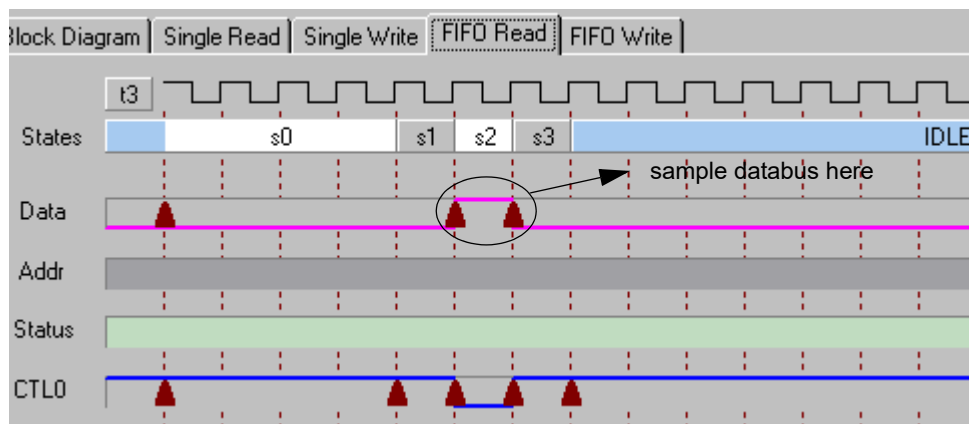 Block Diagram Single Read Single Write FIFO Read FIFO Write
t3
States s0 s1 s2 s3 IDLE
sample databus here
Data
Addr
Status
CTL0